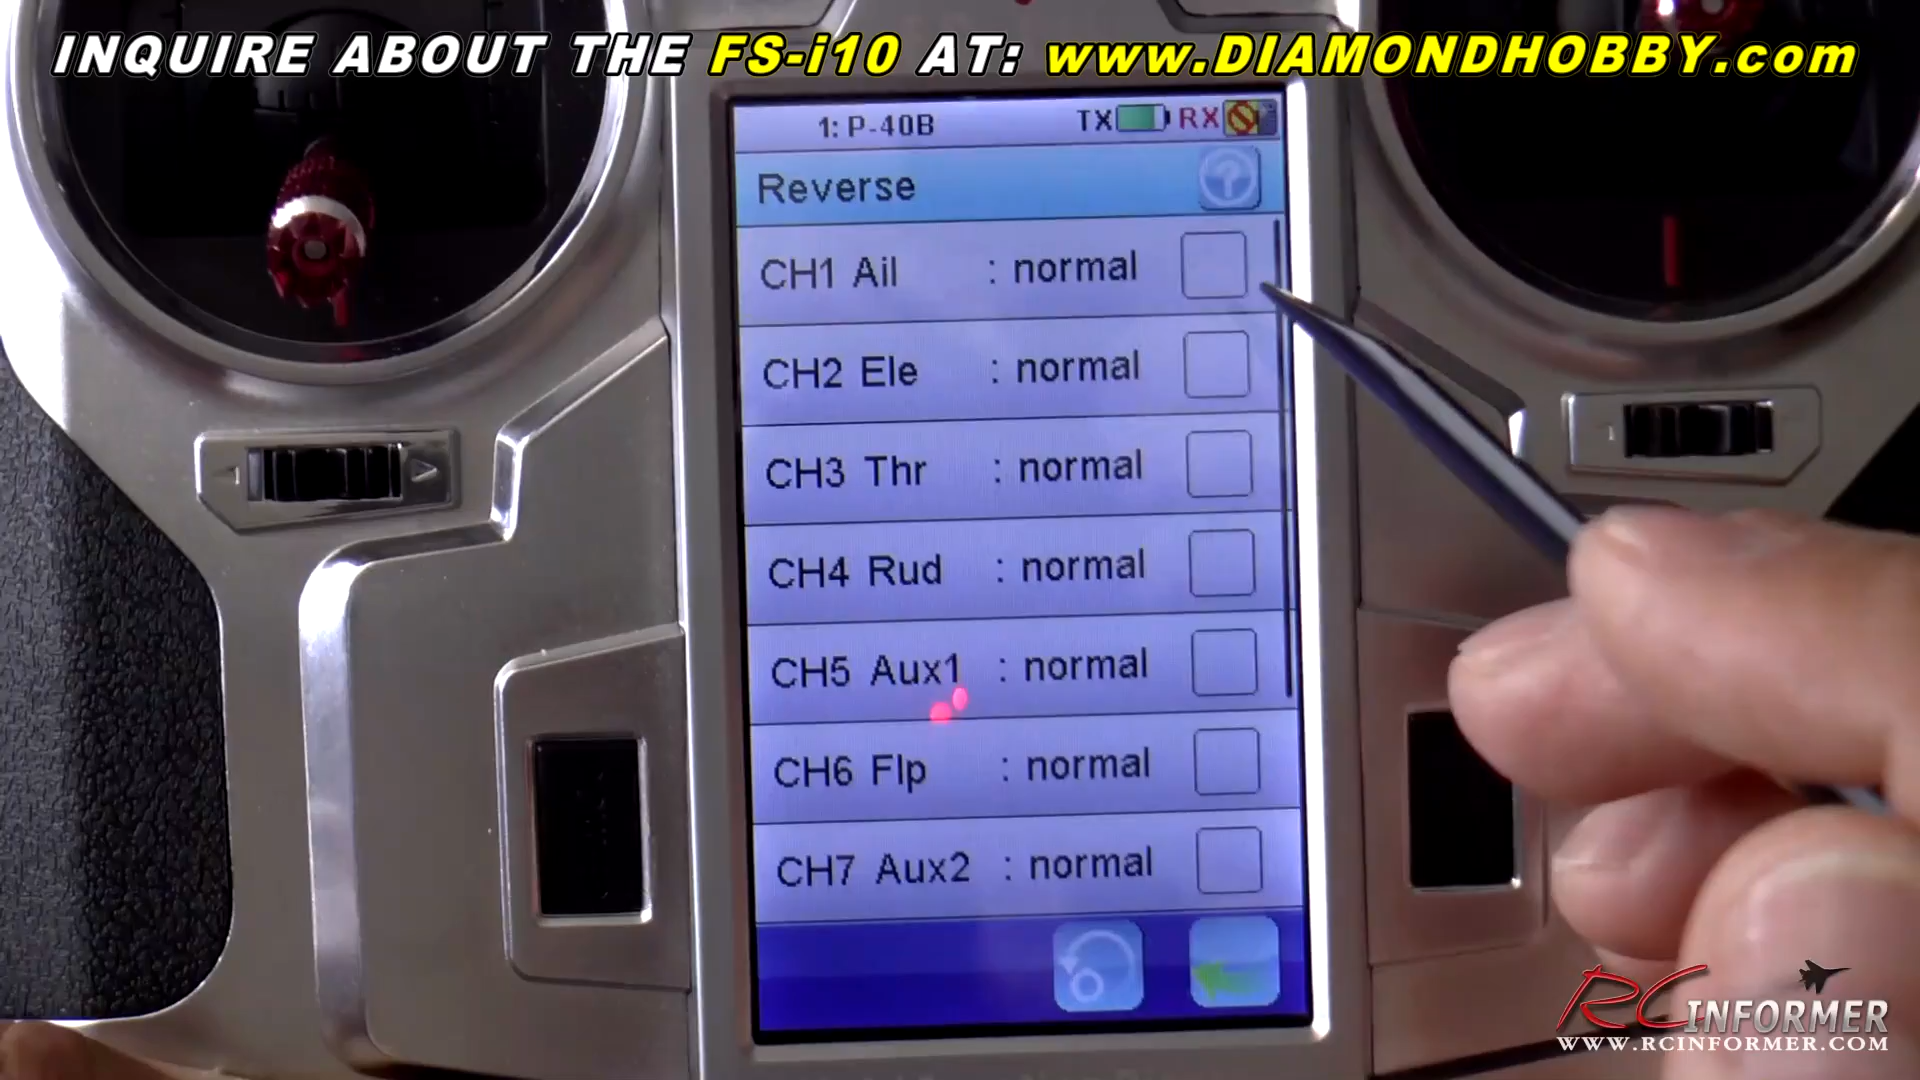 INQUIRE ABOUT THE FS-i10 AT: www.DIAMONDHOBBY.com
1: P-40B TX RX
Reverse ?
CH1 Ail : normal
CH2 Ele : normal
CH3 Thr : normal
CH4 Rud : normal
CH5 Aux1 : normal
CH6 Flp : normal
CH7 Aux2 : normal
RC INFORMER
WWW.RCINFORMER.COM